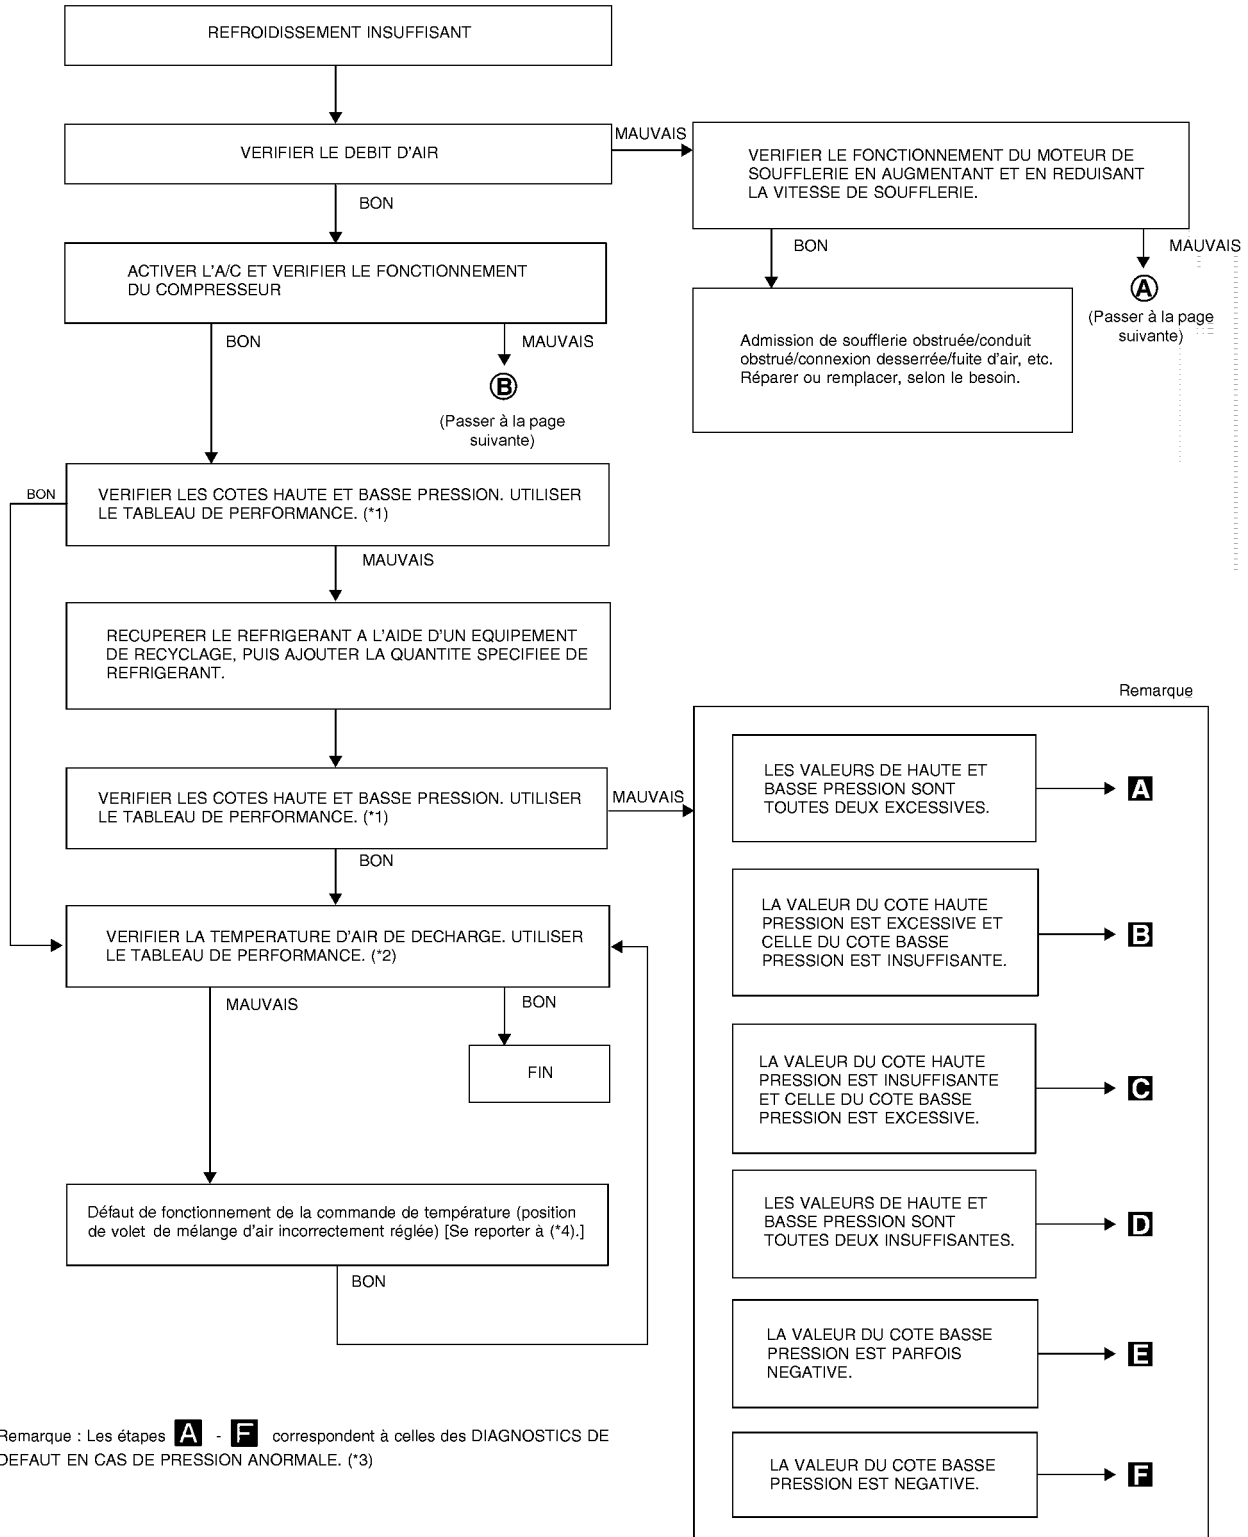 REFROIDISSEMENT INSUFFISANT
VERIFIER LE DEBIT D'AIR
MAUVAIS
VERIFIER LE FONCTIONNEMENT DU MOTEUR DE
SOUFFLERIE EN AUGMENTANT ET EN REDUISANT
LA VITESSE DE SOUFFLERIE.
BON
ACTIVER L'A/C ET VERIFIER LE FONCTIONNEMENT
DU COMPRESSEUR
BON
MAUVAIS
A
(Passer à la page
suivante)
Admission de soufflerie obstruée/conduit
obstrué/connexion desserrée/fuite d'air, etc.
Réparer ou remplacer, selon le besoin.
BON
MAUVAIS
B
(Passer à la page
suivante)
BON
VERIFIER LES COTES HAUTE ET BASSE PRESSION. UTILISER
LE TABLEAU DE PERFORMANCE. (*1)
MAUVAIS
RECUPERER LE REFRIGERANT A L'AIDE D'UN EQUIPEMENT
DE RECYCLAGE, PUIS AJOUTER LA QUANTITE SPECIFIEE DE
REFRIGERANT.
VERIFIER LES COTES HAUTE ET BASSE PRESSION. UTILISER
LE TABLEAU DE PERFORMANCE. (*1)
MAUVAIS
BON
VERIFIER LA TEMPERATURE D'AIR DE DECHARGE. UTILISER
LE TABLEAU DE PERFORMANCE. (*2)
MAUVAIS
BON
FIN
Défaut de fonctionnement de la commande de température (position
de volet de mélange d'air incorrectement réglée) [Se reporter à (*4).]
BON
Remarque
LES VALEURS DE HAUTE ET
BASSE PRESSION SONT
TOUTES DEUX EXCESSIVES.
A
LA VALEUR DU COTE HAUTE
PRESSION EST EXCESSIVE ET
CELLE DU COTE BASSE
PRESSION EST INSUFFISANTE.
B
LA VALEUR DU COTE HAUTE
PRESSION EST INSUFFISANTE
ET CELLE DU COTE BASSE
PRESSION EST EXCESSIVE.
C
LES VALEURS DE HAUTE ET
BASSE PRESSION SONT
TOUTES DEUX INSUFFISANTES.
D
LA VALEUR DU COTE BASSE
PRESSION EST PARFOIS
NEGATIVE.
E
LA VALEUR DU COTE BASSE
PRESSION EST NEGATIVE.
F
Remarque : Les étapes A - F correspondent à celles des DIAGNOSTICS DE
DEFAUT EN CAS DE PRESSION ANORMALE. (*3)